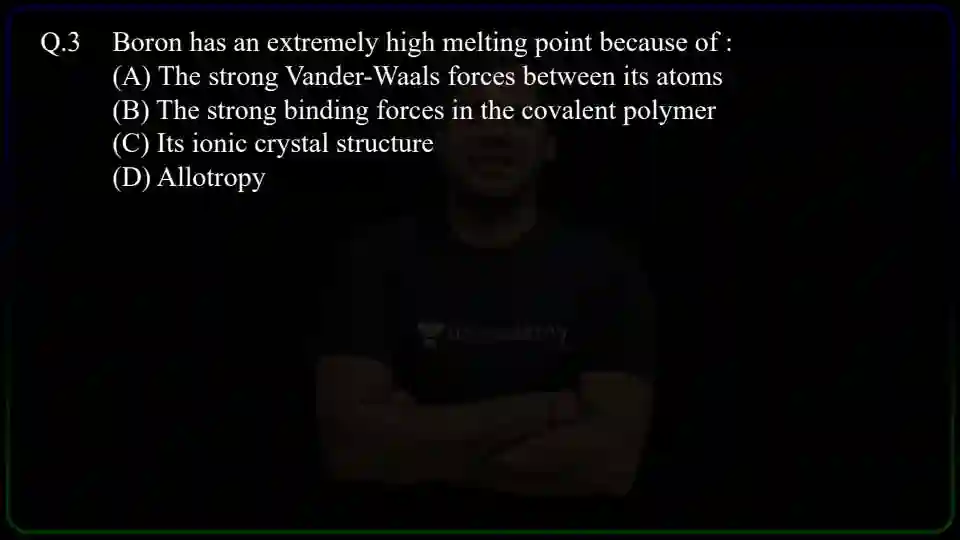 Q.3 Boron has an extremely high melting point because of :
(A) The strong Vander-Waals forces between its atoms
(B) The strong binding forces in the covalent polymer
(C) Its ionic crystal structure
(D) Allotropy